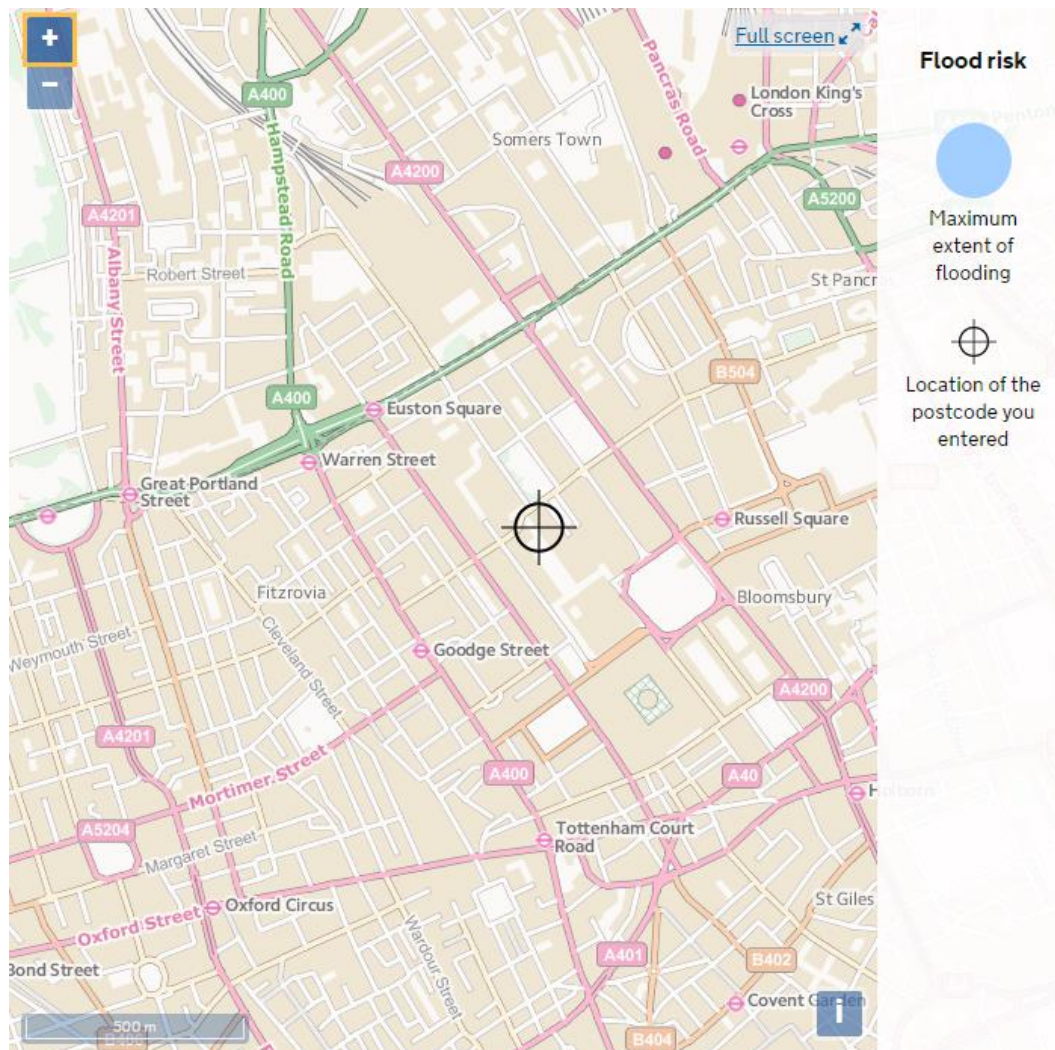 +
−
Full screen
A400
Pancras Road
London King's
Cross
Somers Town
Hampstead Road
A4200
A5200
A4201
Albany Street
Robert Street
St Pancr
B504
A400
Euston Square
Warren Street
Great Portland
Street
Russell Square
Fitzrovia
Bloomsbury
Cleveland Street
Weymouth Street
Goodge Street
A4200
A4201
Mortimer Street
A400
A40
Tottenham Court
Road
A5204
Margaret Street
Oxford Circus
Oxford Street
Wardour Street
St Giles
A401
B402
Bond Street
Covent Garden
i
500 m
B404
Flood risk
Maximum
extent of
flooding
Location of the
postcode you
entered